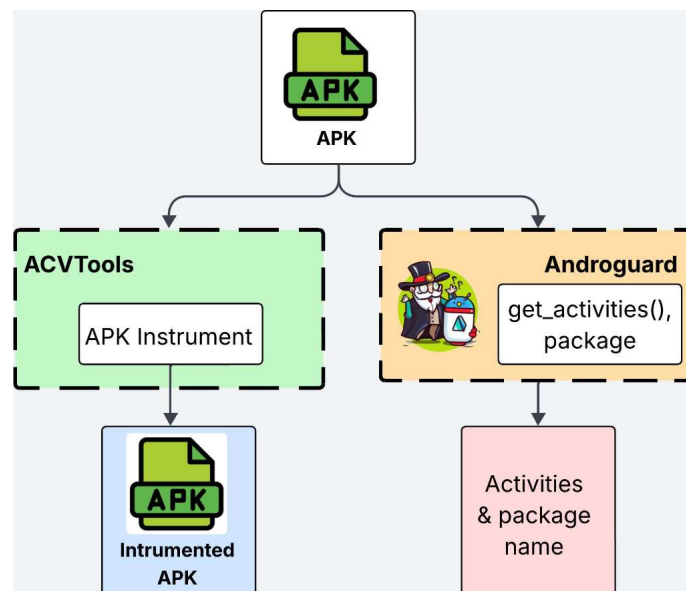 APK
APK
ACVTools
APK Instrument
Androguard
get_activities(),
package
APK
Intrumented
APK
Activities
& package
name